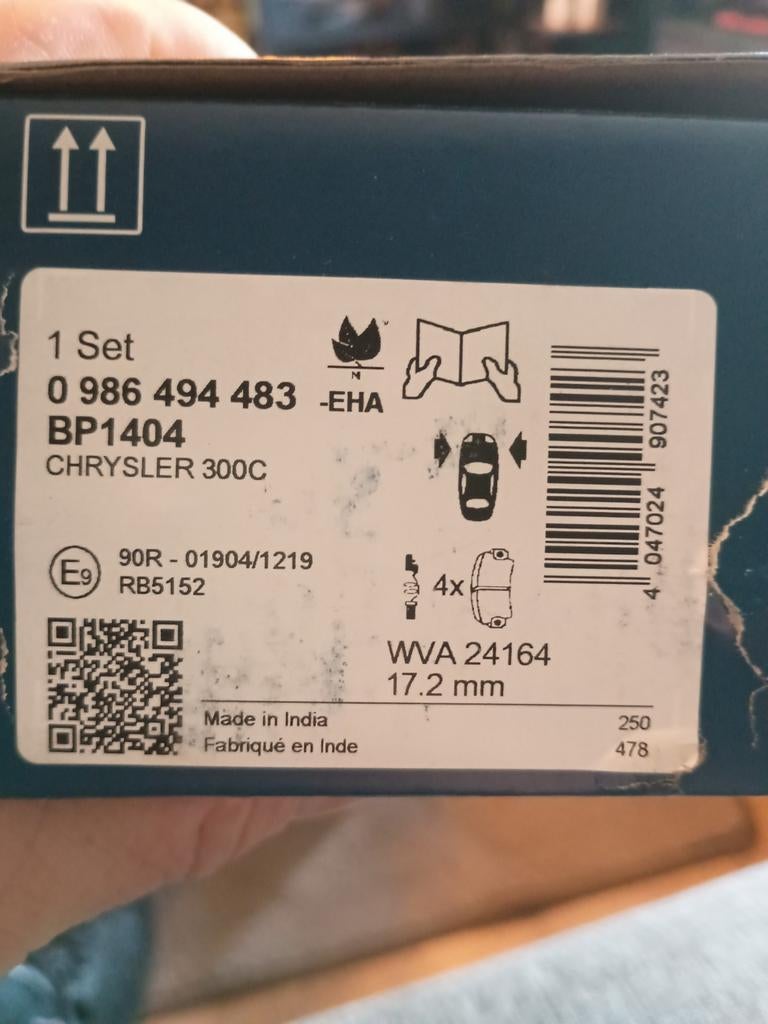 1 Set
0 986 494 483 -EHA
BP1404
CHRYSLER 300C
E9
90R - 01904/1219
RB5152
4x
WVA 24164
17.2 mm
Made in India 250
Fabriqué en Inde 478
4 047024 907423
N